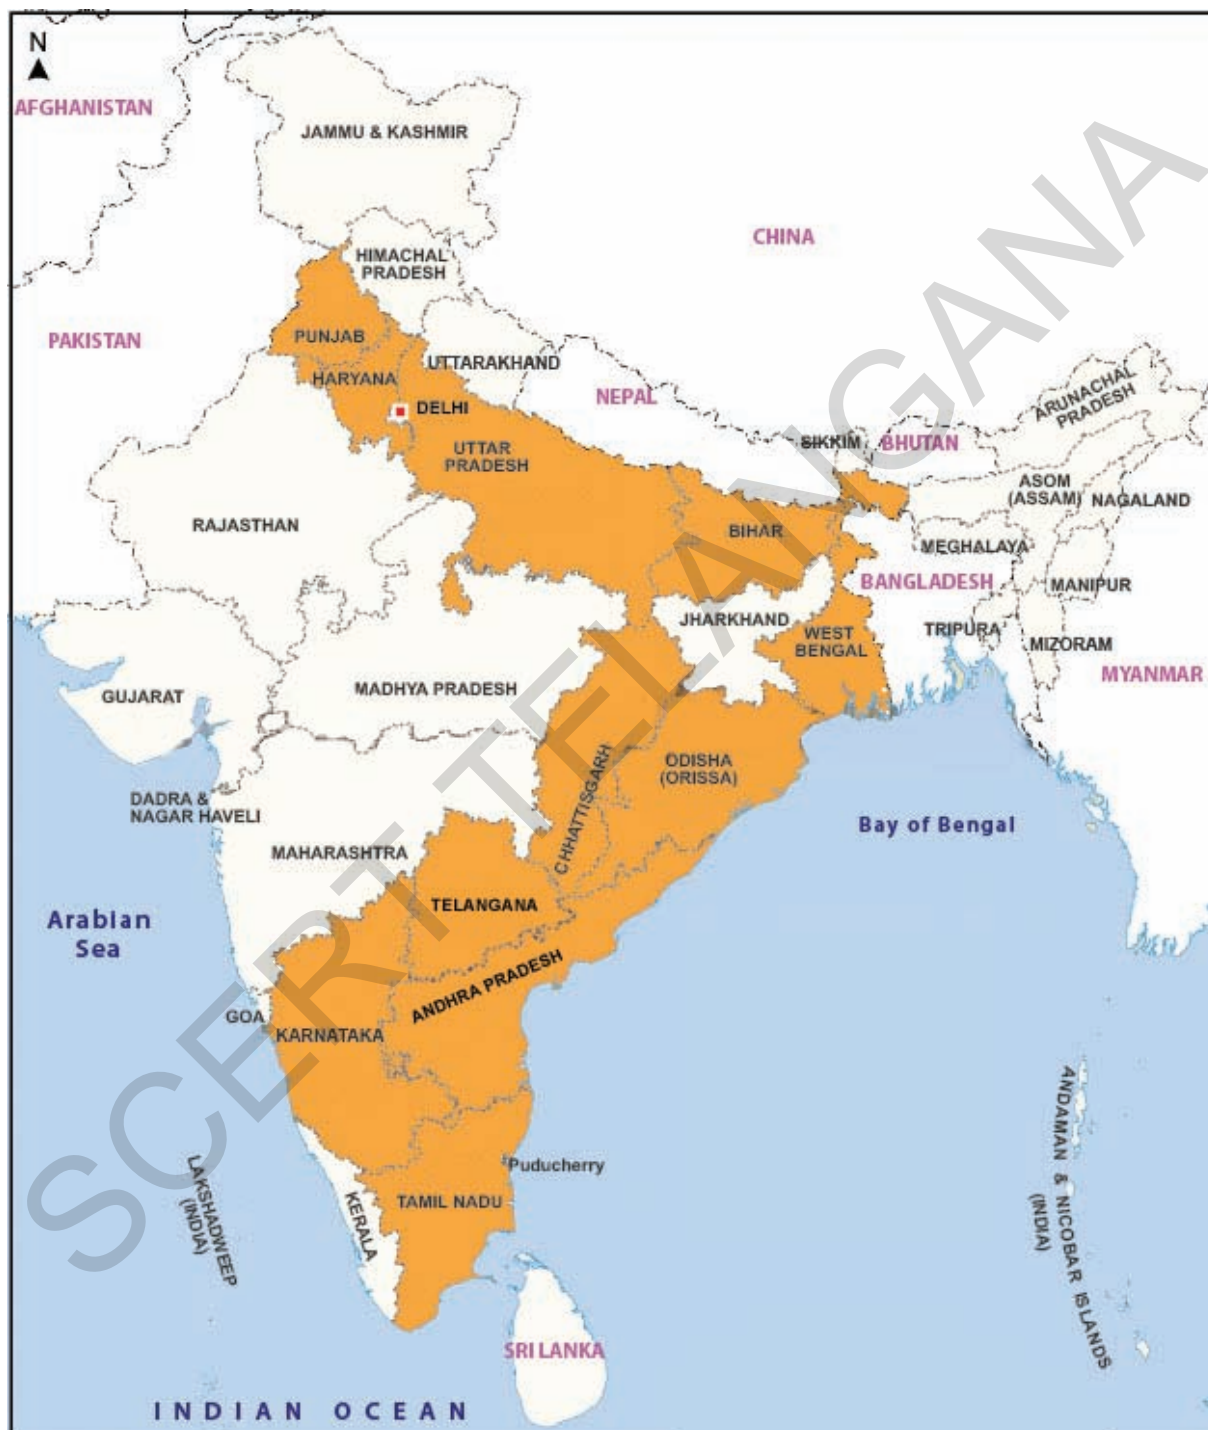 N
AFGHANISTAN
JAMMU & KASHMIR
CHINA
HIMACHAL
PRADESH
PUNJAB
PAKISTAN
UTTARAKHAND
HARYANA
NEPAL
DELHI
ARUNACHAL
PRADESH
SIKKIM
BHUTAN
UTTAR
PRADESH
ASOM
(ASSAM)
NAGALAND
RAJASTHAN
BIHAR
MEGHALAYA
BANGLADESH
MANIPUR
JHARKHAND
WEST
BENGAL
TRIPURA
MIZORAM
MYANMAR
GUJARAT
MADHYA PRADESH
ODISHA
(ORISSA)
CHHATTISGARH
DADRA &
NAGAR HAVELI
Bay of Bengal
MAHARASHTRA
TELANGANA
Arabian
Sea
ANDHRA PRADESH
GOA
KARNATAKA
Puducherry
TAMIL NADU
KERALA
LAKSHADWEEP
(INDIA)
ANDAMAN & NICOBAR ISLANDS
(INDIA)
SRI LANKA
INDIAN OCEAN
SCERT TELANGANA